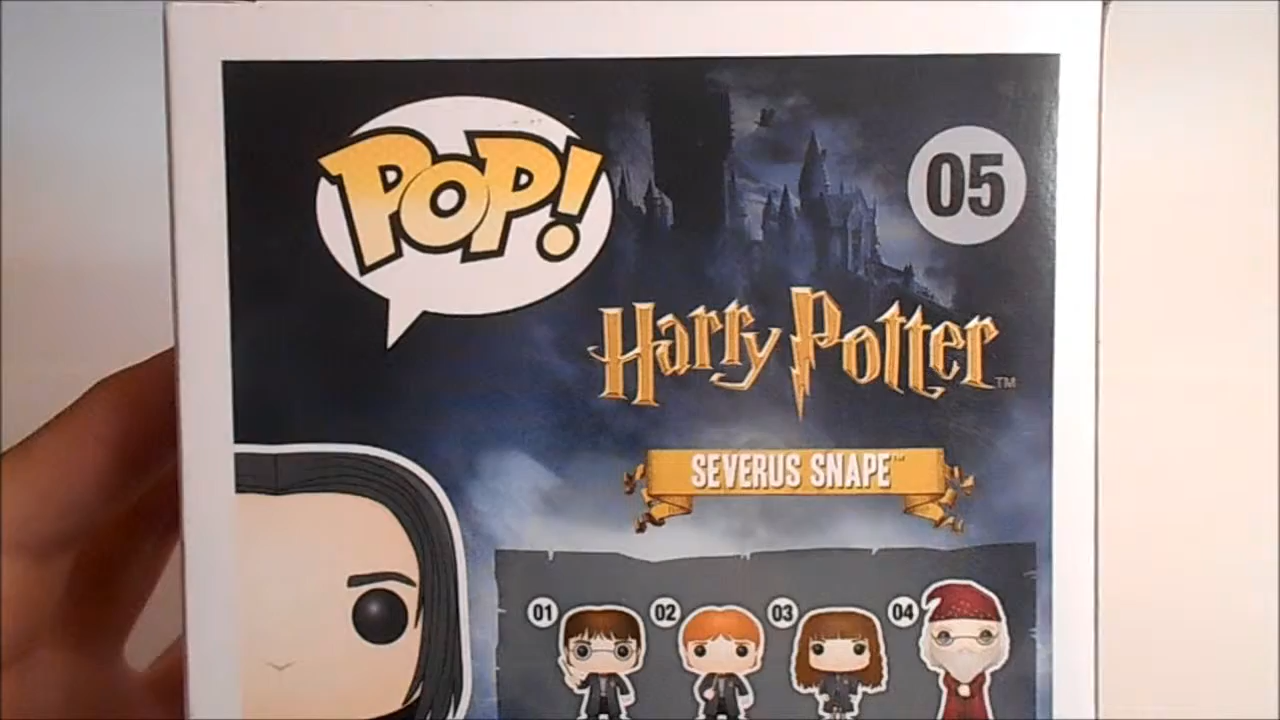 POP!
05
Harry Potter™
SEVERUS SNAPE™
01 02 03 04